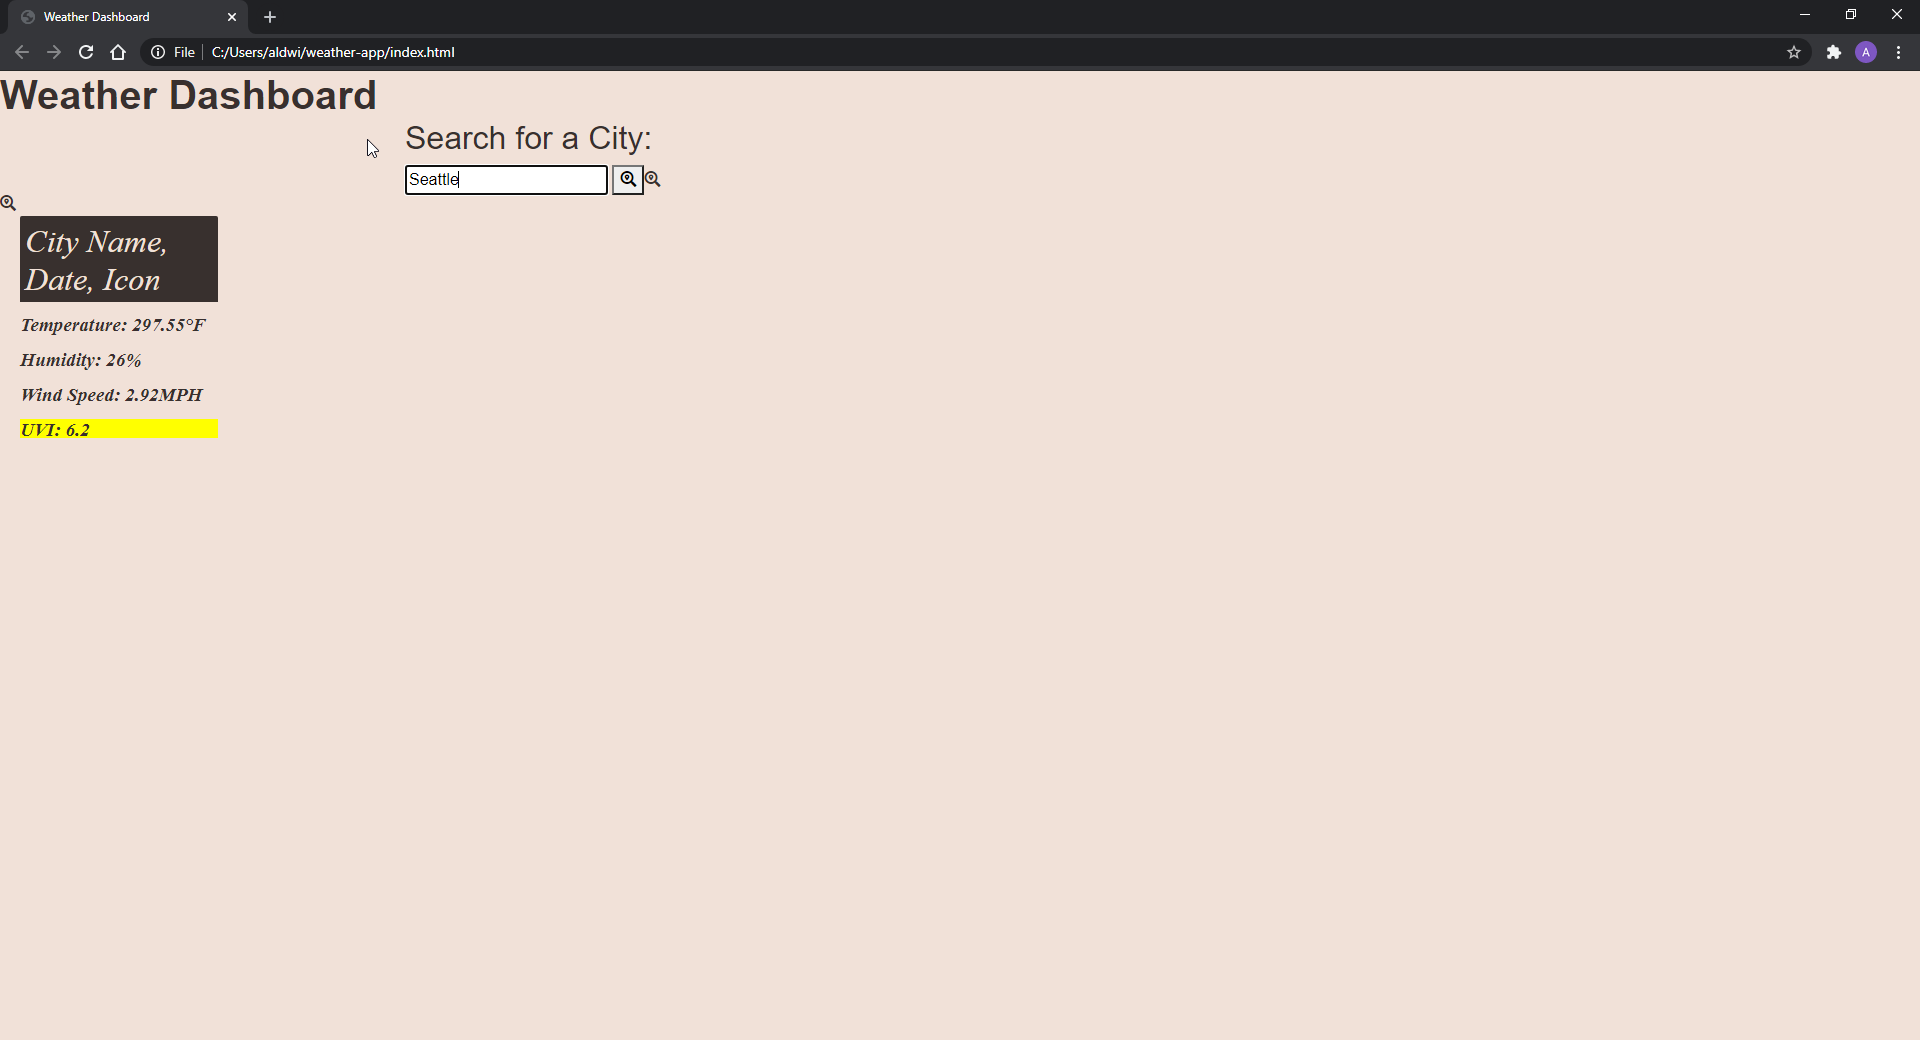 Weather Dashboard
File C:/Users/aldwi/weather-app/index.html
A
Weather Dashboard
Search for a City:
Seattle
City Name,
Date, Icon
Temperature: 297.55°F
Humidity: 26%
Wind Speed: 2.92MPH
UVI: 6.2